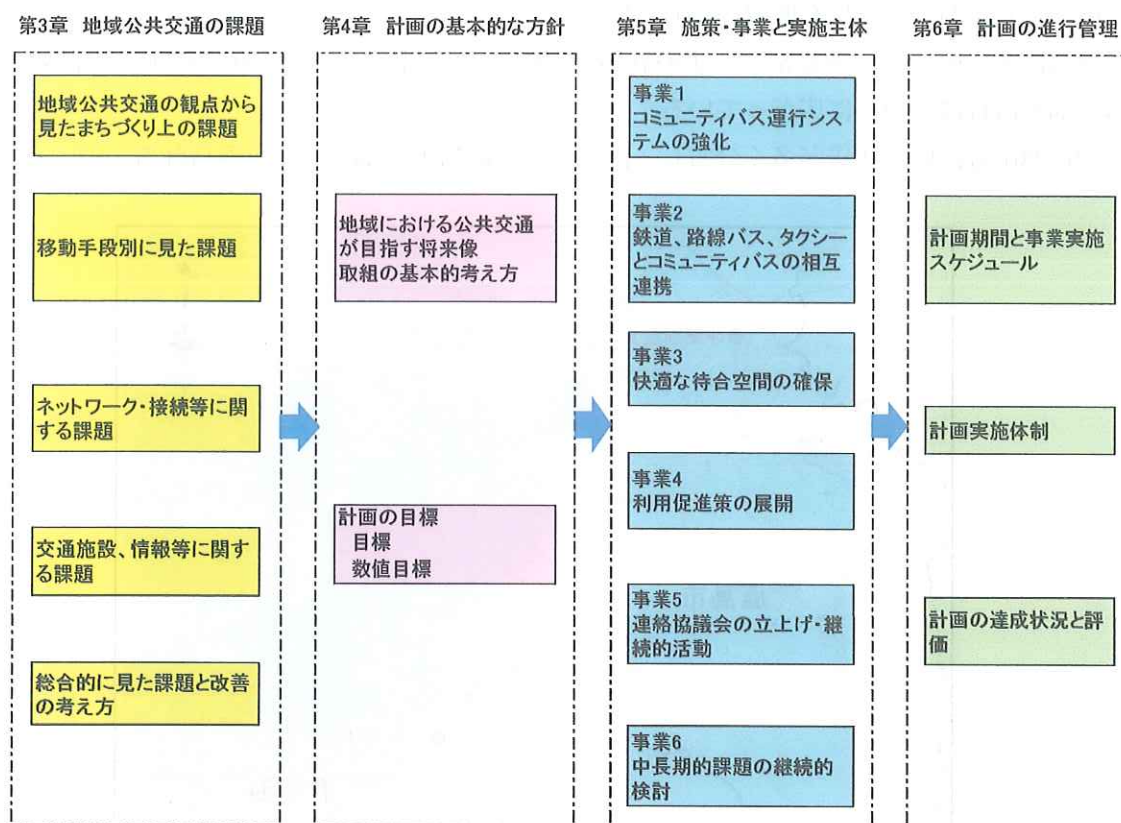 第3章 地域公共交通の課題
地域公共交通の観点から
見たまちづくり上の課題
移動手段別に見た課題
ネットワーク・接続等に関
する課題
交通施設、情報等に関す
る課題
総合的に見た課題と改善
の考え方
第4章 計画の基本的な方針
地域における公共交通
が目指す将来像
取組の基本的考え方
計画の目標
目標
数値目標
第5章 施策・事業と実施主体
事業1
コミュニティバス運行シス
テムの強化
事業2
鉄道、路線バス、タクシー
とコミュニティバスの相互
連携
事業3
快適な待合空間の確保
事業4
利用促進策の展開
事業5
連絡協議会の立上げ・継
続的活動
事業6
中長期的課題の継続的
検討
第6章 計画の進行管理
計画期間と事業実施
スケジュール
計画実施体制
計画の達成状況と評
価